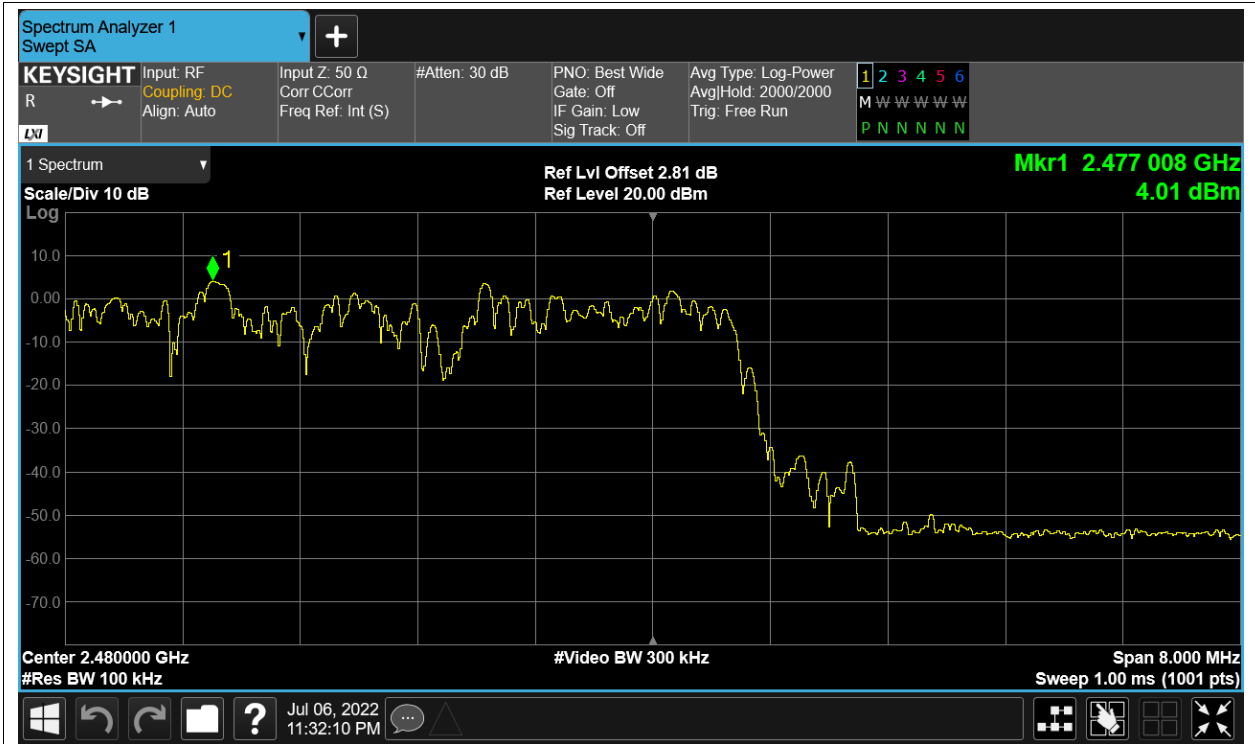 Spectrum Analyzer 1
Swept SA
KEYSIGHT
R
LXI
Input: RF
Coupling: DC
Align: Auto
Input Z: 50 Ω
Corr CCorr
Freq Ref: Int (S)
#Atten: 30 dB
PNO: Best Wide
Gate: Off
IF Gain: Low
Sig Track: Off
Avg Type: Log-Power
Avg|Hold: 2000/2000
Trig: Free Run
1 2 3 4 5 6
M W W W W W
P N N N N N
1 Spectrum
Scale/Div 10 dB
Log
Ref Lvl Offset 2.81 dB
Ref Level 20.00 dBm
Mkr1 2.477 008 GHz
4.01 dBm
1
10.0
0.00
-10.0
-20.0
-30.0
-40.0
-50.0
-60.0
-70.0
Center 2.480000 GHz
#Res BW 100 kHz
#Video BW 300 kHz
Span 8.000 MHz
Sweep 1.00 ms (1001 pts)
?
Jul 06, 2022
11:32:10 PM